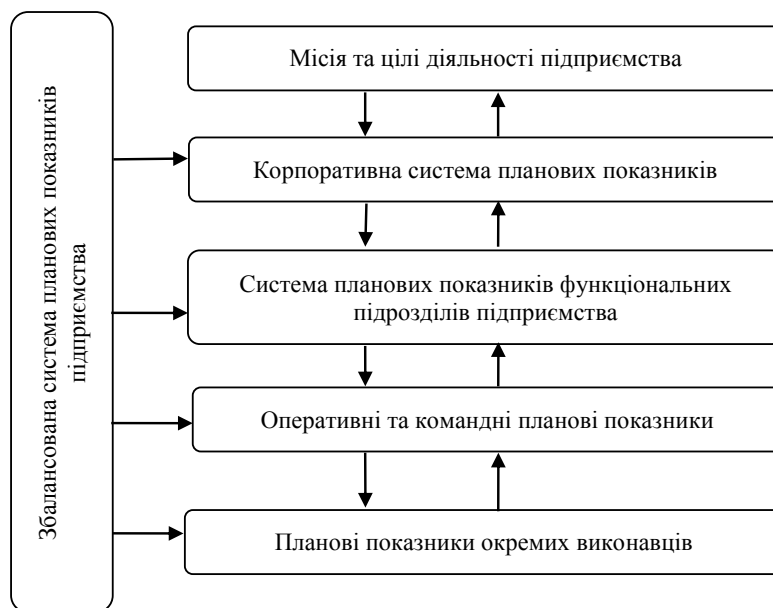 Збалансована система планових показників
підприємства
Місія та цілі діяльності підприємства
Корпоративна система планових показників
Система планових показників функціональних
підрозділів підприємства
Оперативні та командні планові показники
Планові показники окремих виконавців